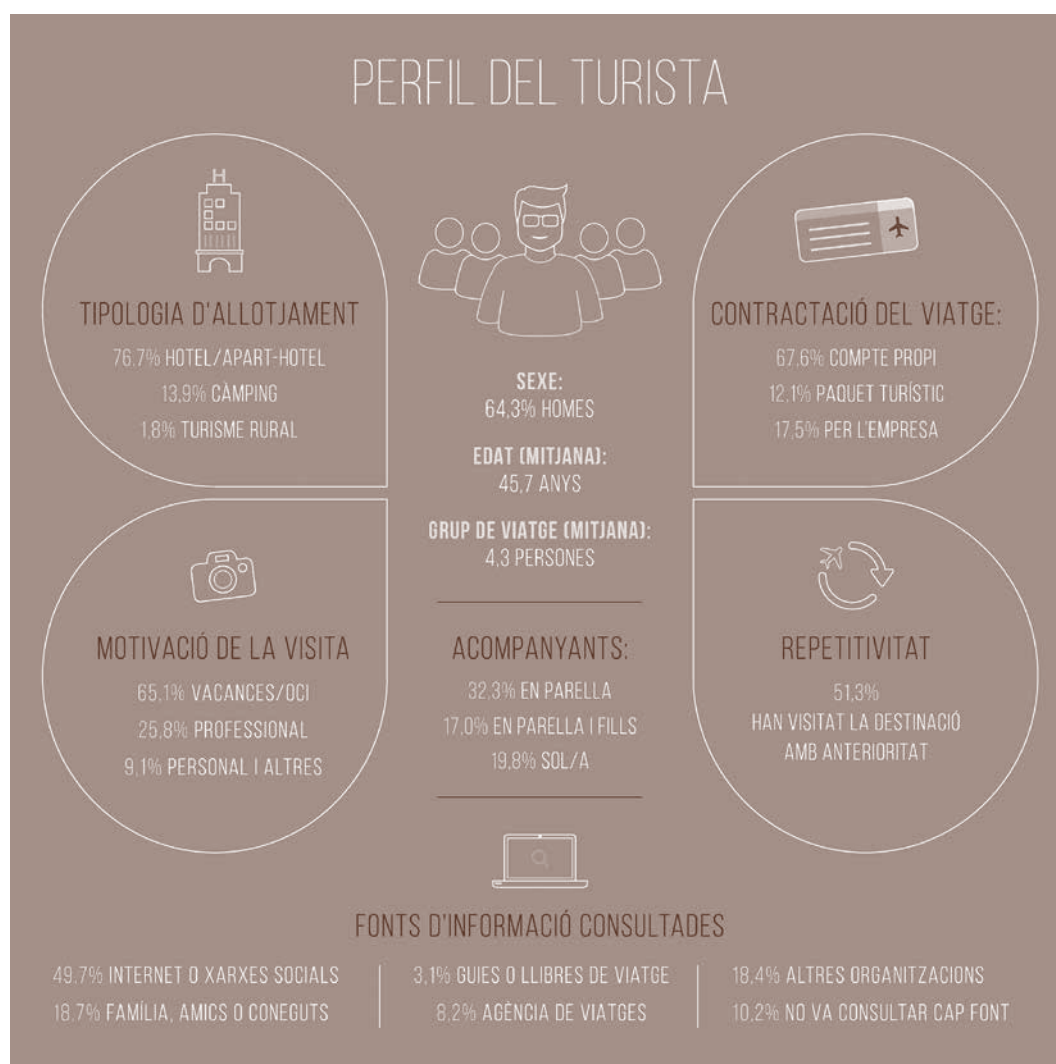 PERFIL DEL TURISTA
H
TIPOLOGIA D'ALLOTJAMENT
76.7% HOTEL/APART-HOTEL
13,9% CÀMPING
1,8% TURISME RURAL
SEXE:
64,3% HOMES
EDAT (MITJANA):
45,7 ANYS
GRUP DE VIATGE (MITJANA):
4,3 PERSONES
CONTRACTACIÓ DEL VIATGE:
67,6% COMPTE PROPI
12,1% PAQUET TURÍSTIC
17,5% PER L'EMPRESA
MOTIVACIÓ DE LA VISITA
65,1% VACANCES/OCI
25,8% PROFESSIONAL
9,1% PERSONAL I ALTRES
ACOMPANYANTS:
32,3% EN PARELLA
17,0% EN PARELLA I FILLS
19,8% SOL/A
REPETITIVITAT
51,3%
HAN VISITAT LA DESTINACIÓ
AMB ANTERIORITAT
FONTS D'INFORMACIÓ CONSULTADES
49,7% INTERNET O XARXES SOCIALS
18,7% FAMÍLIA, AMICS O CONEGUTS
3,1% GUIES O LLIBRES DE VIATGE
8,2% AGÈNCIA DE VIATGES
18,4% ALTRES ORGANITZACIONS
10,2% NO VA CONSULTAR CAP FONT